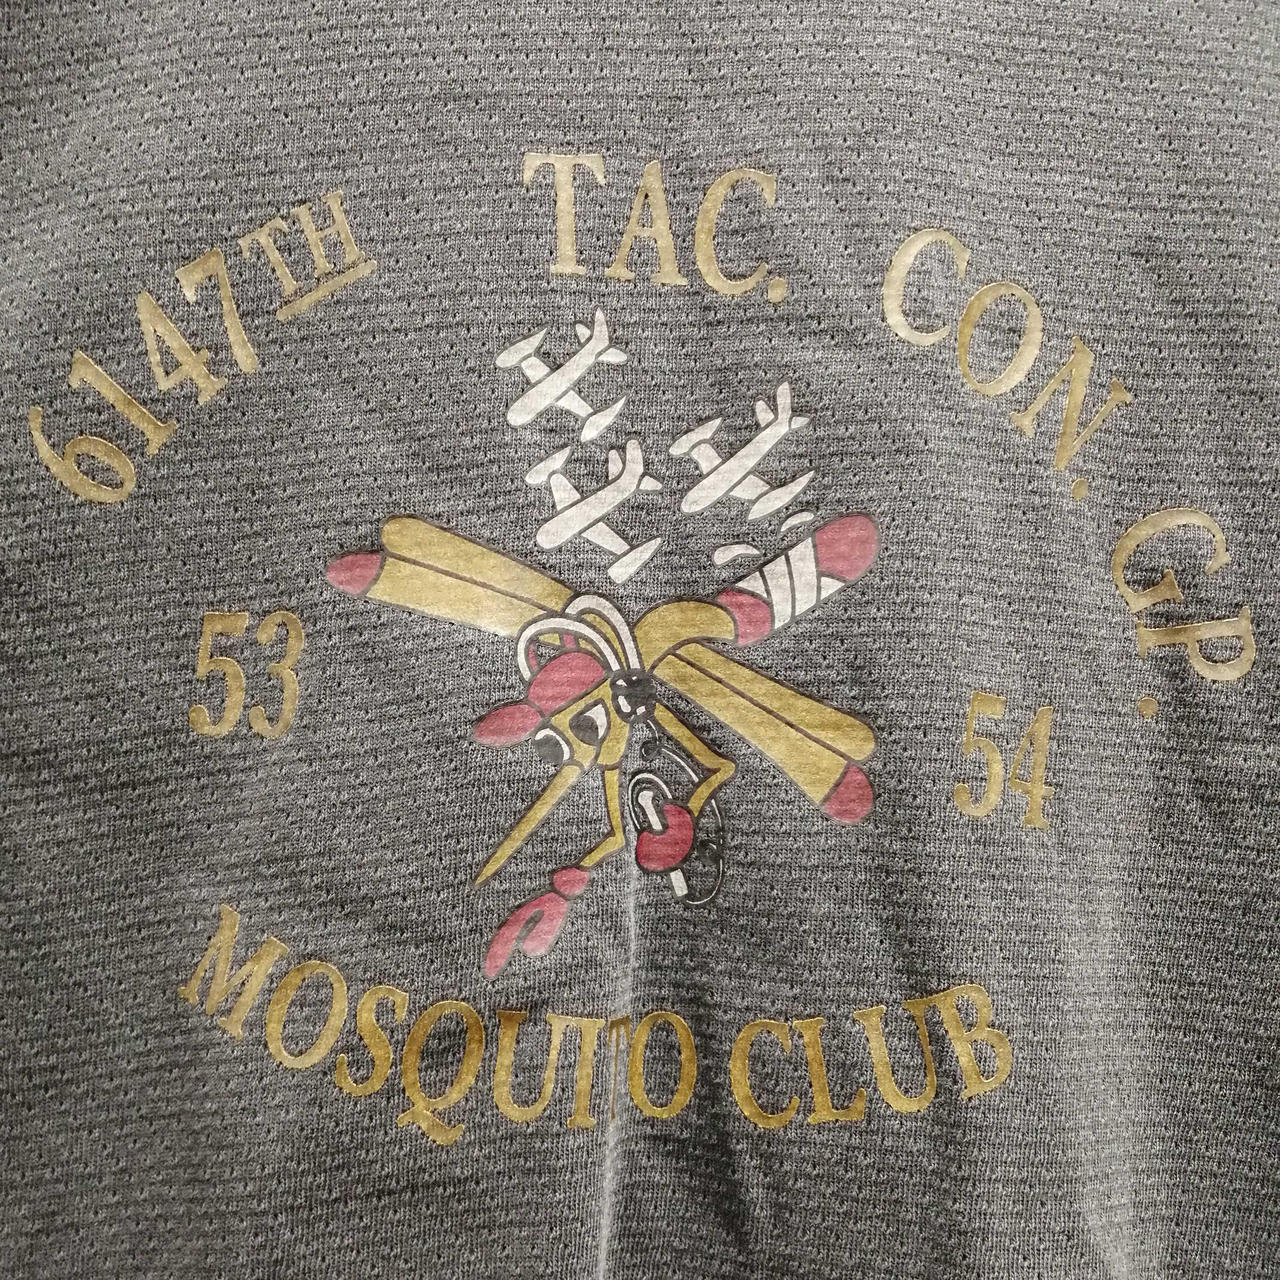 6147TH TAC. CON. GP.
53 54
MOSQUITO CLUB